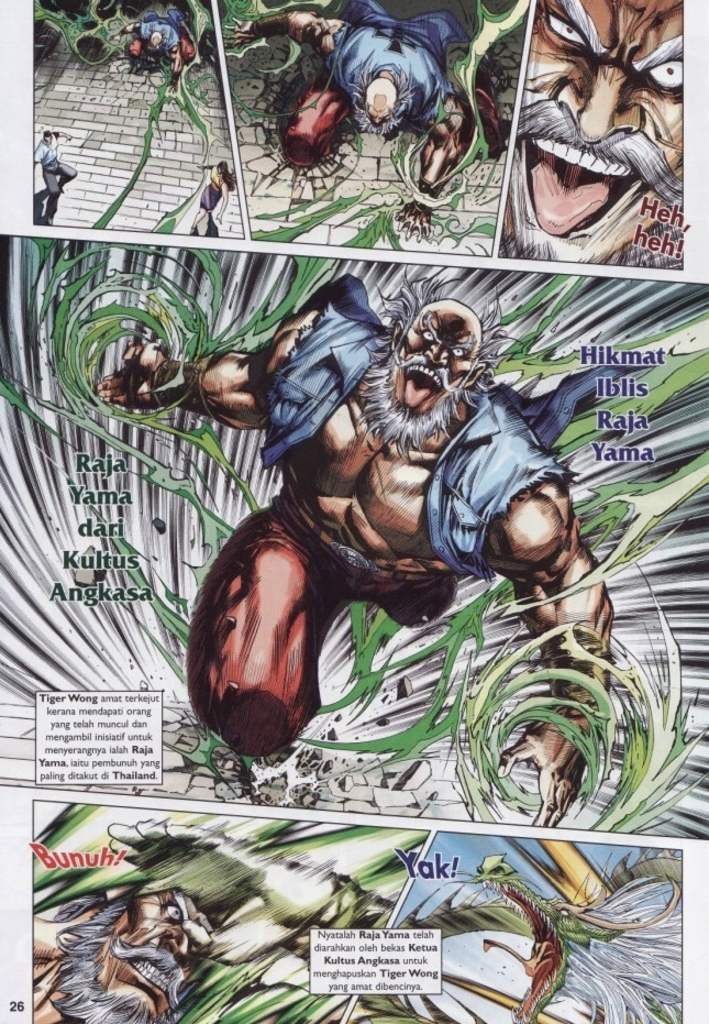 Heh,
heh!
Hikmat
Iblis
Raja
Yama
Raja
Yama
dari
Kultus
Angkasa
Tiger Wong amat terkejut
kerana mendapati orang
yang telah muncul dan
mengambil inisiatif untuk
menyerangnya ialah Raja
Yama, iaitu pembunuh yang
paling ditakut di Thailand.
Bunuh!
Yak!
Nyatalah Raja Yama telah
diarahkan oleh bekas Ketua
Kultus Angkasa untuk
menghapuskan Tiger Wong
yang amat dibencinya.
26